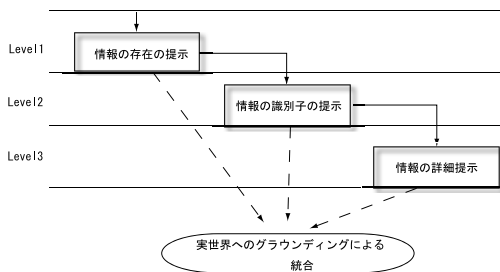 Level1
情報の存在の提示
Level2
情報の識別子の提示
Level3
情報の詳細提示
実世界へのグラウンディングによる
統合